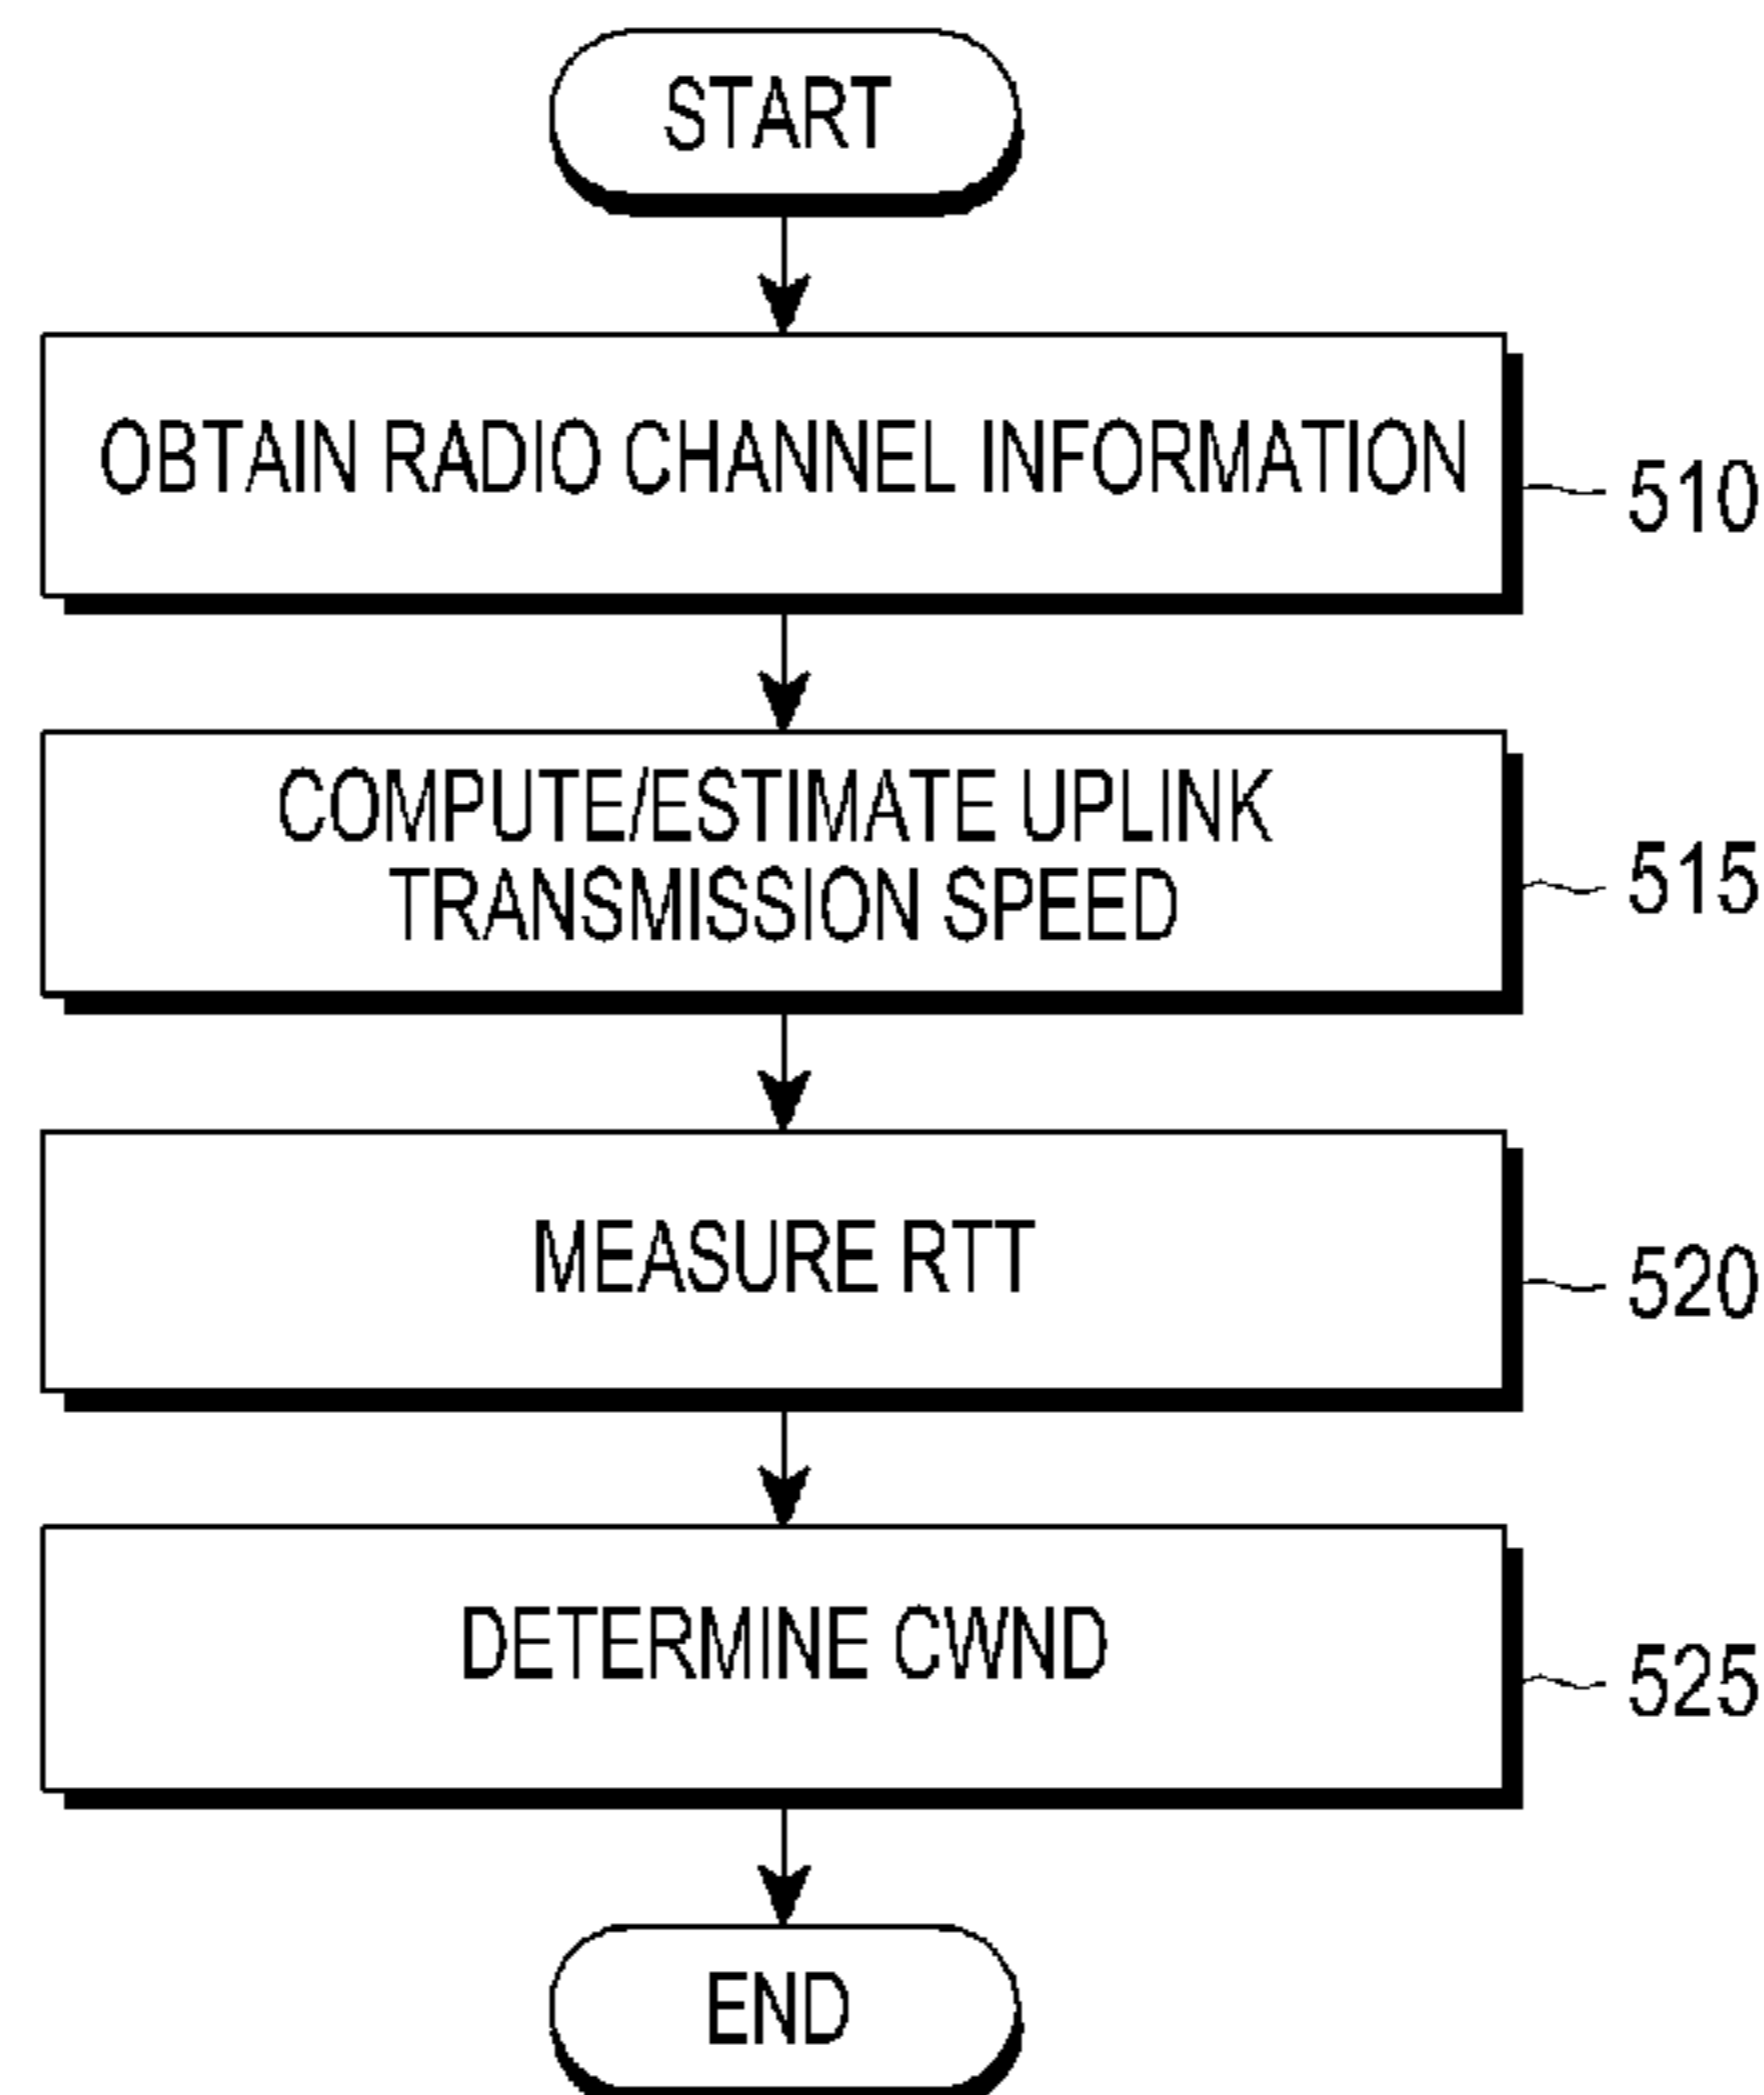 START
OBTAIN RADIO CHANNEL INFORMATION
510
COMPUTE/ESTIMATE UPLINK
TRANSMISSION SPEED
515
MEASURE RTT
520
DETERMINE CWND
525
END